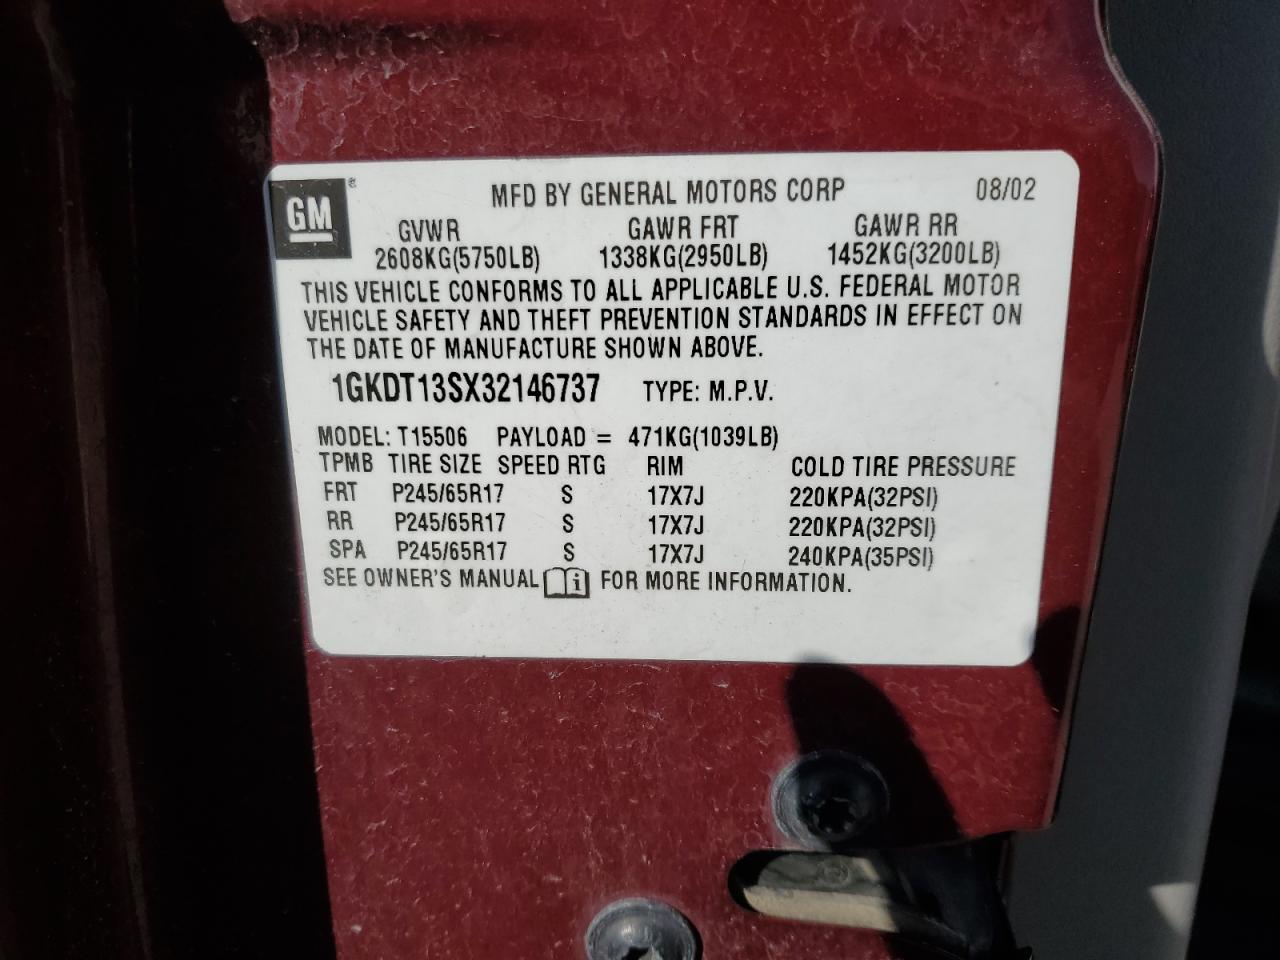 GM ® MFD BY GENERAL MOTORS CORP 08/02
GVWR GAWR FRT GAWR RR
2608KG(5750LB) 1338KG(2950LB) 1452KG(3200LB)
THIS VEHICLE CONFORMS TO ALL APPLICABLE U.S. FEDERAL MOTOR
VEHICLE SAFETY AND THEFT PREVENTION STANDARDS IN EFFECT ON
THE DATE OF MANUFACTURE SHOWN ABOVE.
1GKDT13SX32146737 TYPE: M.P.V.
MODEL: T15506 PAYLOAD = 471KG(1039LB)
TPMB TIRE SIZE SPEED RTG RIM COLD TIRE PRESSURE
FRT P245/65R17 S 17X7J 220KPA(32PSI)
RR P245/65R17 S 17X7J 220KPA(32PSI)
SPA P245/65R17 S 17X7J 240KPA(35PSI)
SEE OWNER'S MANUAL i FOR MORE INFORMATION.